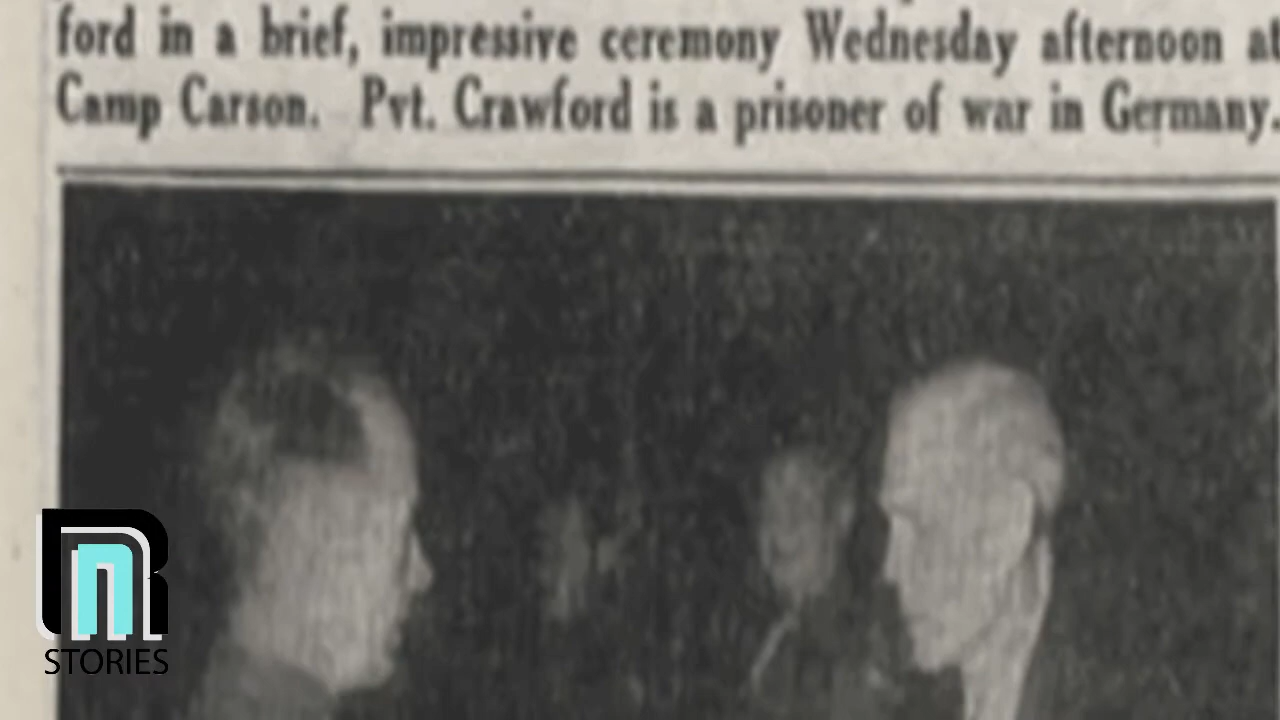 ford in a brief, impressive ceremony Wednesday afternoon at
Camp Carson. Pvt. Crawford is a prisoner of war in Germany.
STORIES